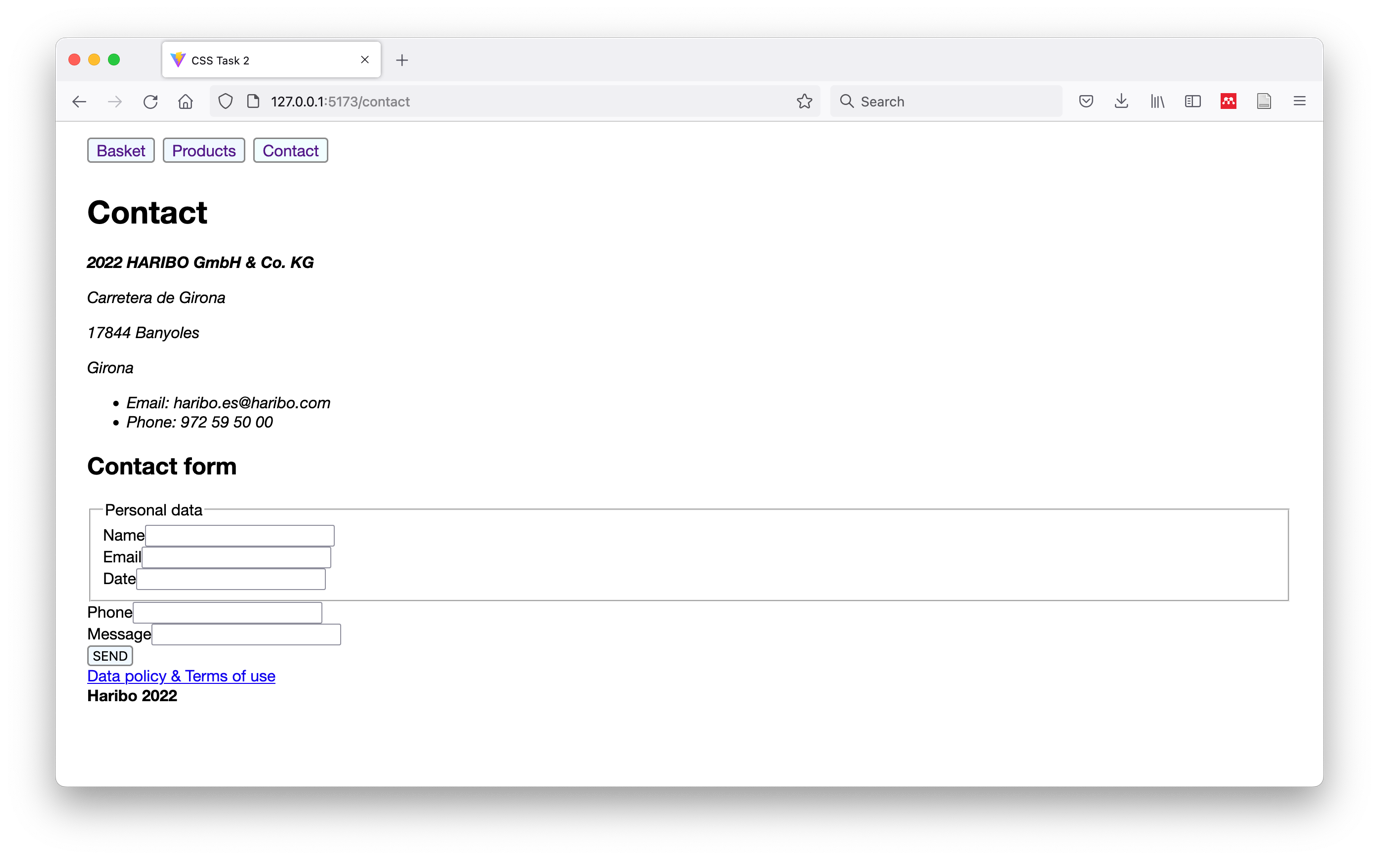 CSS Task 2
127.0.0.1:5173/contact
Search
Basket Products Contact
Contact
2022 HARIBO GmbH & Co. KG
Carretera de Girona
17844 Banyoles
Girona
Email: haribo.es@haribo.com
Phone: 972 59 50 00
Contact form
Personal data
Name
Email
Date
Phone
Message
SEND
Data policy & Terms of use
Haribo 2022